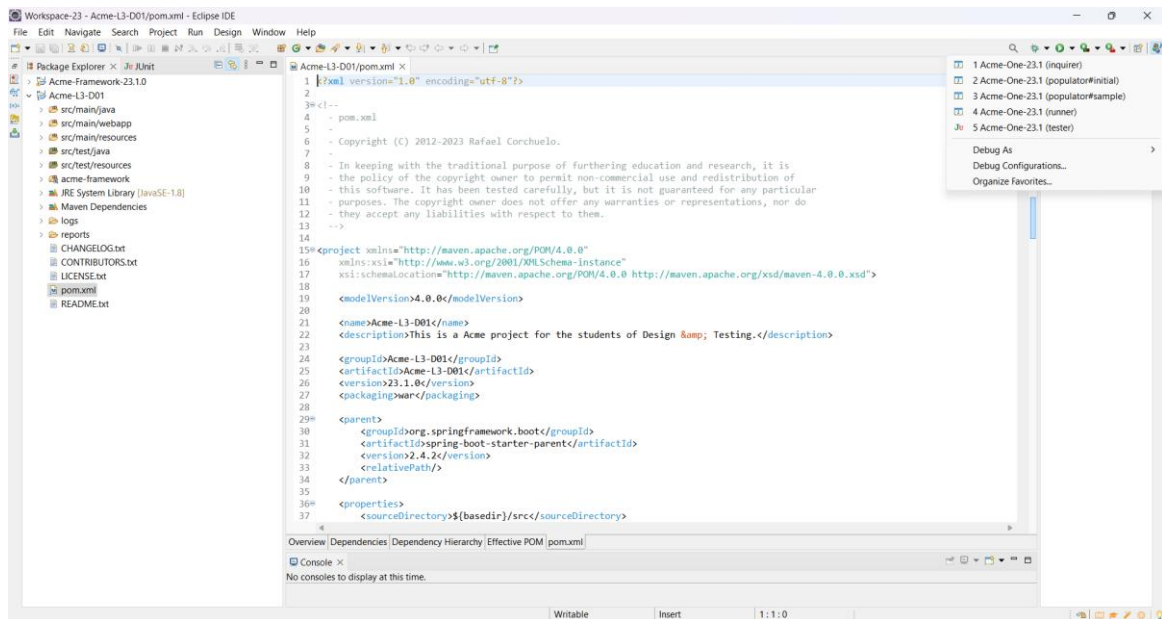 Workspace-23 - Acme-L3-D01/pom.xml - Eclipse IDE
File Edit Navigate Search Project Run Design Window Help
Package Explorer × JUnit
Acme-Framework-23.1.0
Acme-L3-D01
src/main/java
src/main/webapp
src/main/resources
src/test/java
src/test/resources
acme-framework
JRE System Library [JavaSE-1.8]
Maven Dependencies
logs
reports
CHANGELOG.txt
CONTRIBUTORS.txt
LICENSE.txt
pom.xml
README.txt
Acme-L3-D01/pom.xml ×
1 <?xml version="1.0" encoding="utf-8"?>
2
3 <!--
4 - pom.xml
5 -
6 - Copyright (C) 2012-2023 Rafael Corchuelo.
7 -
8 - In keeping with the traditional purpose of furthering education and research, it is
9 - the policy of the copyright owner to permit non-commercial use and redistribution of
10 - this software. It has been tested carefully, but it is not guaranteed for any particular
11 - purposes. The copyright owner does not offer any warranties or representations, nor do
12 - they accept any liabilities with respect to them.
13 -->
14
15 <project xmlns="http://maven.apache.org/POM/4.0.0"
16 xmlns:xsi="http://www.w3.org/2001/XMLSchema-instance"
17 xsi:schemaLocation="http://maven.apache.org/POM/4.0.0 http://maven.apache.org/xsd/maven-4.0.0.xsd">
18
19 <modelVersion>4.0.0</modelVersion>
20
21 <name>Acme-L3-D01</name>
22 <description>This is a Acme project for the students of Design &amp; Testing.</description>
23
24 <groupId>Acme-L3-D01</groupId>
25 <artifactId>Acme-L3-D01</artifactId>
26 <version>23.1.0</version>
27 <packaging>war</packaging>
28
29 <parent>
30 <groupId>org.springframework.boot</groupId>
31 <artifactId>spring-boot-starter-parent</artifactId>
32 <version>2.4.2</version>
33 <relativePath/>
34 </parent>
35
36 <properties>
37 <sourceDirectory>${basedir}/src</sourceDirectory>
Overview Dependencies Dependency Hierarchy Effective POM pom.xml
Console ×
No consoles to display at this time.
1 Acme-One-23.1 (inquirer)
2 Acme-One-23.1 (populator#initial)
3 Acme-One-23.1 (populator#sample)
4 Acme-One-23.1 (runner)
5 Acme-One-23.1 (tester)
Debug As
Debug Configurations...
Organize Favorites...
Writable Insert 1:1:0